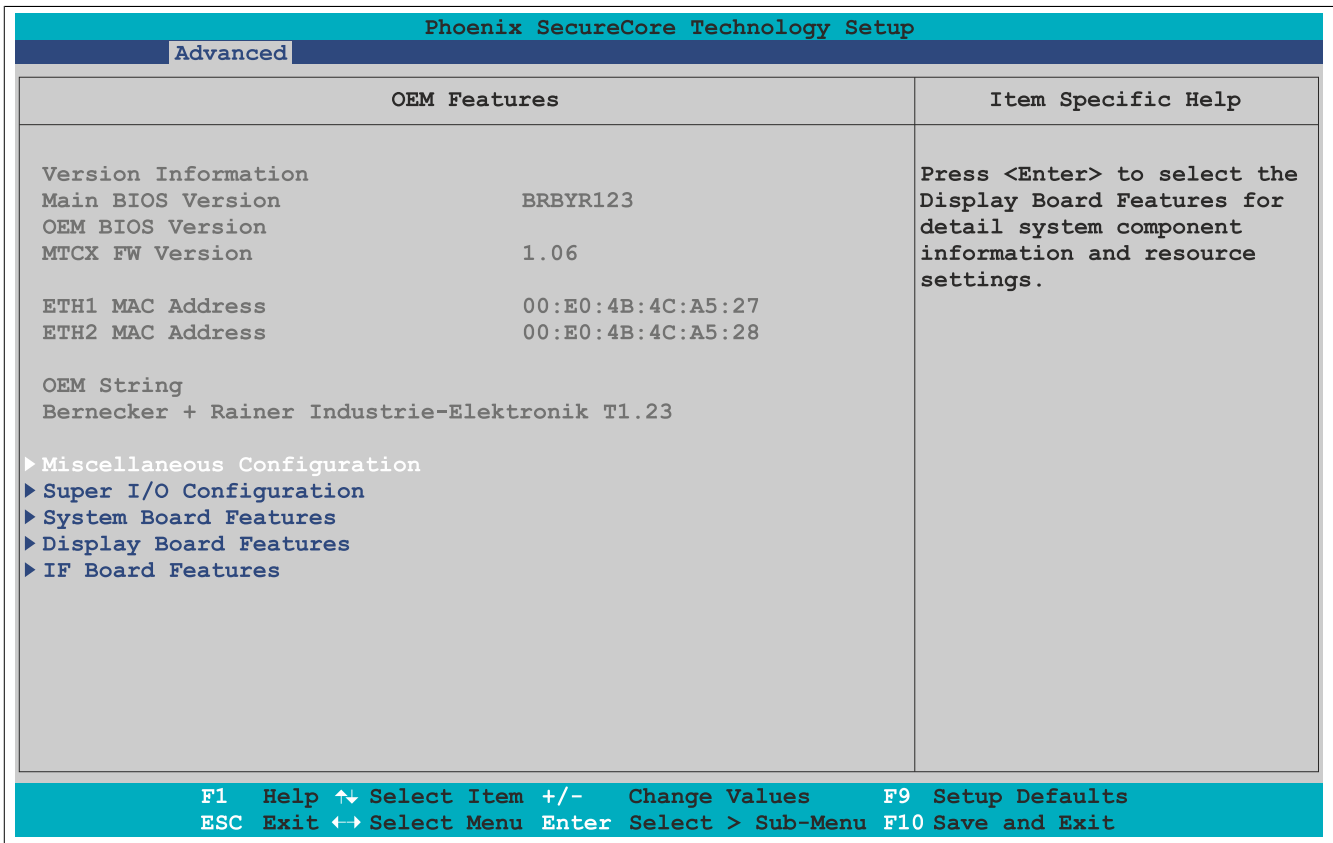 Phoenix SecureCore Technology Setup
Advanced
OEM Features
Item Specific Help
Version Information
Main BIOS Version BRBYR123
OEM BIOS Version
MTCX FW Version 1.06
ETH1 MAC Address 00:E0:4B:4C:A5:27
ETH2 MAC Address 00:E0:4B:4C:A5:28
OEM String
Bernecker + Rainer Industrie-Elektronik T1.23
Miscellaneous Configuration
Super I/O Configuration
System Board Features
Display Board Features
IF Board Features
Press <Enter> to select the
Display Board Features for
detail system component
information and resource
settings.
F1 Help Select Item +/- Change Values F9 Setup Defaults
ESC Exit Select Menu Enter Select > Sub-Menu F10 Save and Exit